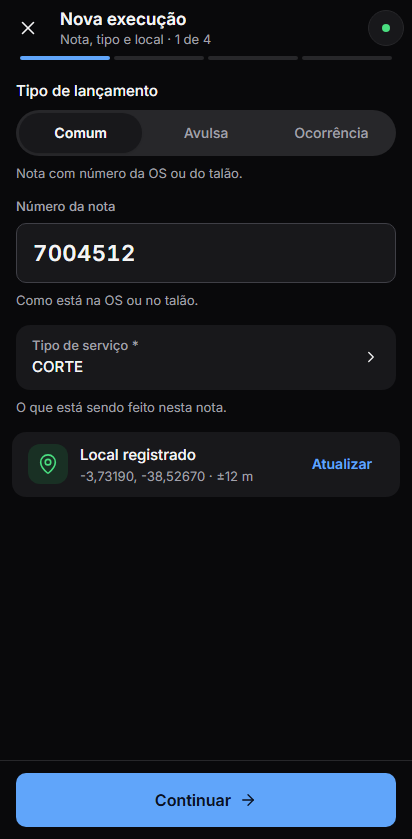 Nova execução
Nota, tipo e local · 1 de 4
Tipo de lançamento
Comum
Avulsa
Ocorrência
Nota com número da OS ou do talão.
Número da nota
7004512
Como está na OS ou no talão.
Tipo de serviço *
CORTE
O que está sendo feito nesta nota.
Local registrado
-3,73190, -38,52670 · ±12 m
Atualizar
Continuar →